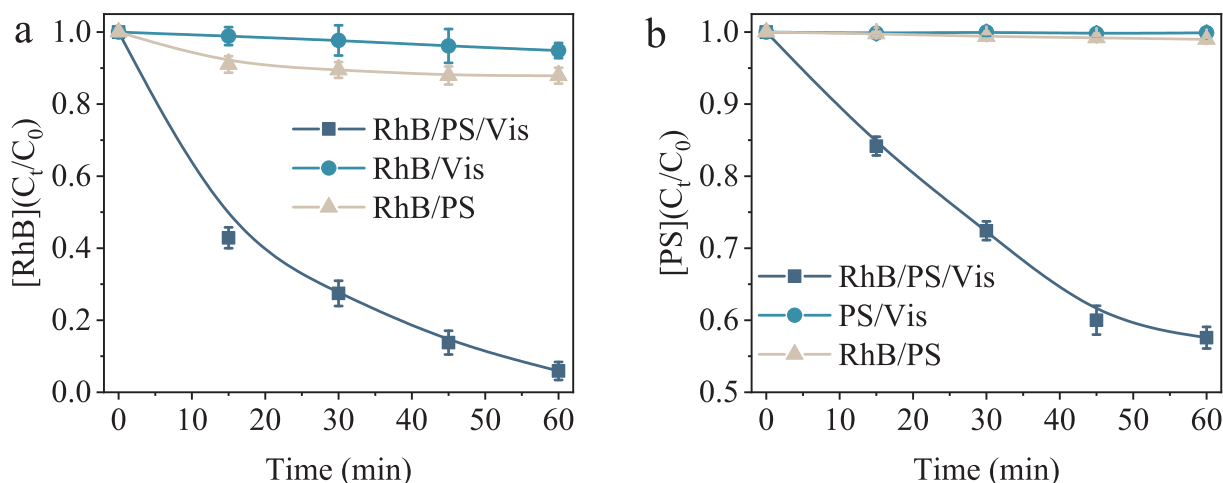 a
[RhB](Cₜ/C₀)
1.0
0.8
0.6
0.4
0.2
0.0
RhB/PS/Vis
RhB/Vis
RhB/PS
0 10 20 30 40 50 60
Time (min)
b
[PS](Cₜ/C₀)
1.0
0.9
0.8
0.7
0.6
0.5
RhB/PS/Vis
PS/Vis
RhB/PS
0 10 20 30 40 50 60
Time (min)